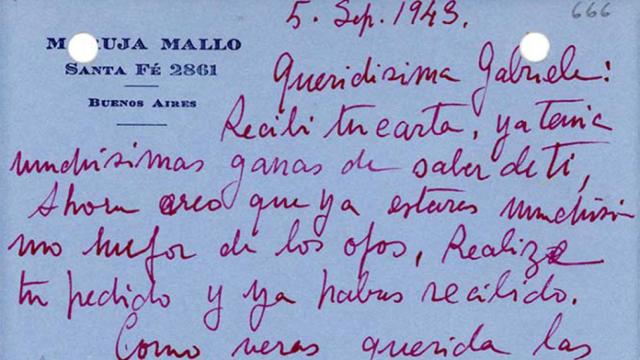 5. Sep. 1943.
666
MARUJA MALLO
SANTA FÉ 2861
BUENOS AIRES
Queridisima Gabriela:
Recibi tu carta, ya tenia
muchisimas ganas de saber de ti,
Ahora creo que ya estaras muchisi
mo mejor de los ojos, Realize
tu pedido y ya habras recibido.
Como veras querida las